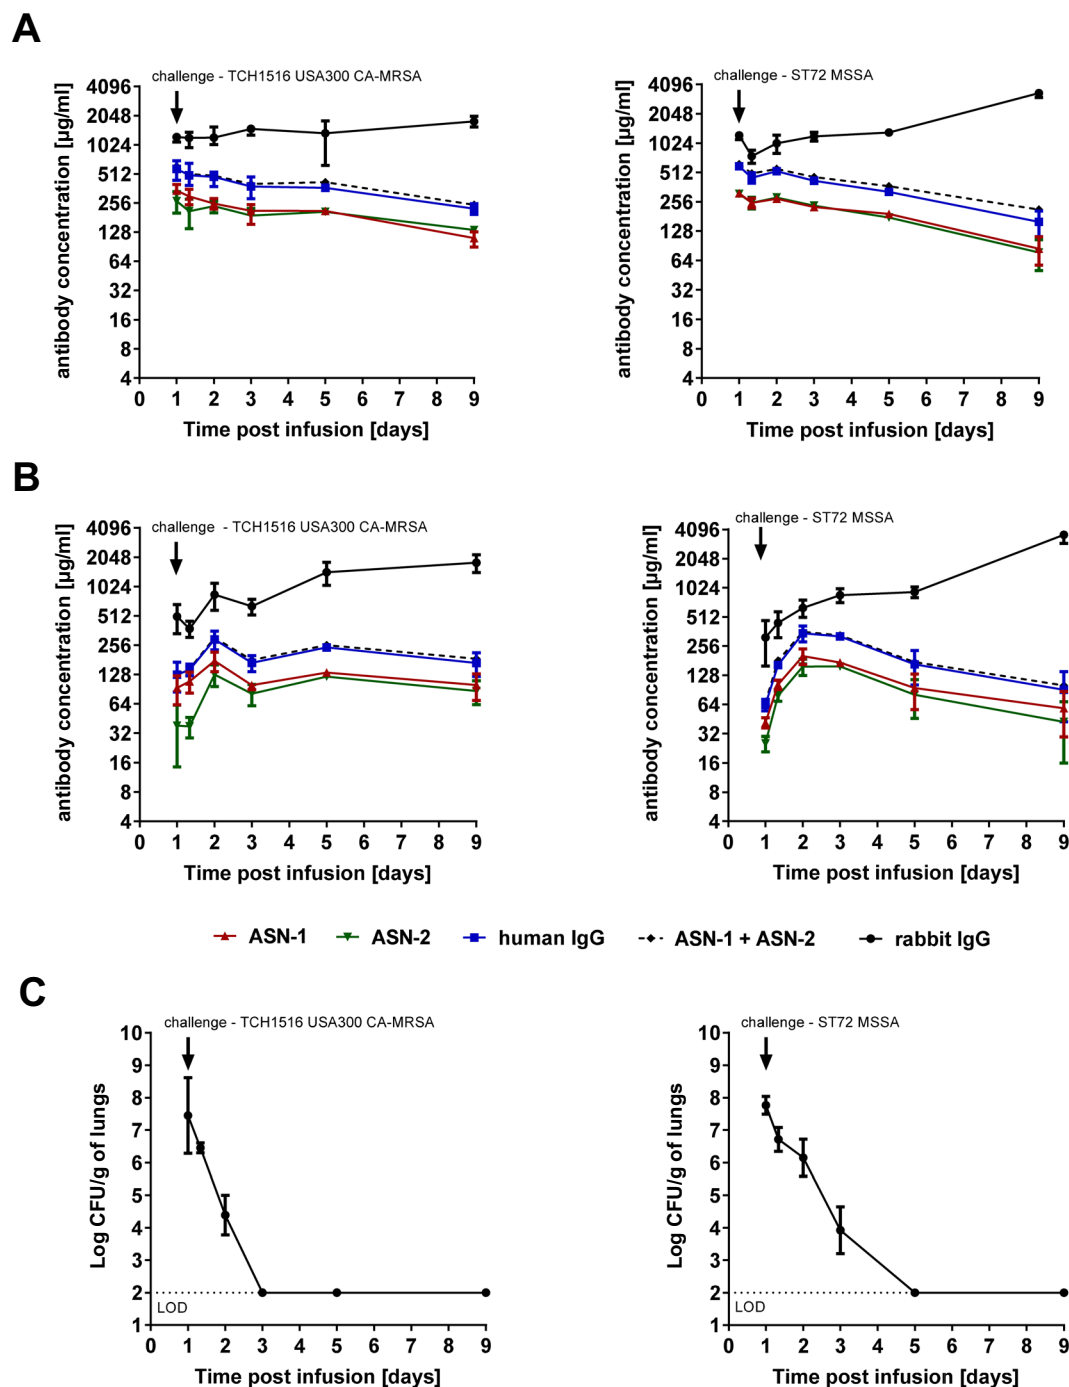 A
challenge - TCH1516 USA300 CA-MRSA
challenge - ST72 MSSA
antibody concentration [µg/ml]
4096
2048
1024
512
256
128
64
32
16
8
4
0 1 2 3 4 5 6 7 8 9
Time post infusion [days]
antibody concentration [µg/ml]
4096
2048
1024
512
256
128
64
32
16
8
4
0 1 2 3 4 5 6 7 8 9
Time post infusion [days]
B
challenge - TCH1516 USA300 CA-MRSA
challenge - ST72 MSSA
antibody concentration [µg/ml]
4096
2048
1024
512
256
128
64
32
16
8
4
0 1 2 3 4 5 6 7 8 9
Time post infusion [days]
antibody concentration [µg/ml]
4096
2048
1024
512
256
128
64
32
16
8
4
0 1 2 3 4 5 6 7 8 9
Time post infusion [days]
ASN-1 ASN-2 human IgG ASN-1 + ASN-2 rabbit IgG
C
challenge - TCH1516 USA300 CA-MRSA
challenge - ST72 MSSA
Log CFU/g of lungs
10
9
8
7
6
5
4
3
2
1
LOD
0 1 2 3 4 5 6 7 8 9
Time post infusion [days]
Log CFU/g of lungs
10
9
8
7
6
5
4
3
2
1
LOD
0 1 2 3 4 5 6 7 8 9
Time post infusion [days]